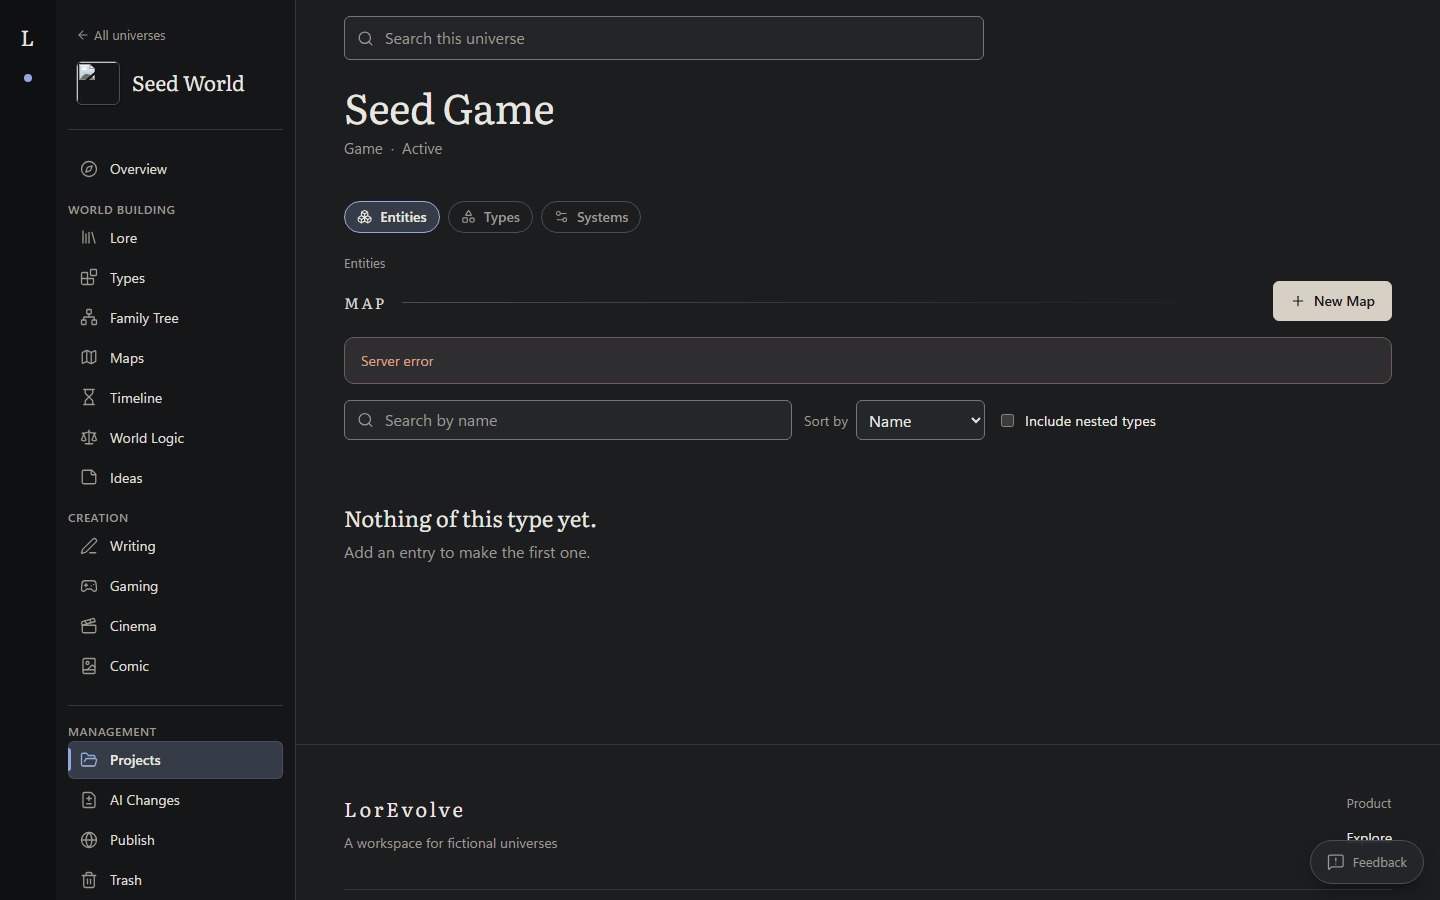 L
All universes
Seed World
Overview
WORLD BUILDING
Lore
Types
Family Tree
Maps
Timeline
World Logic
Ideas
CREATION
Writing
Gaming
Cinema
Comic
MANAGEMENT
Projects
AI Changes
Publish
Trash
Search this universe
Seed Game
Game · Active
Entities Types Systems
Entities
MAP
New Map
Server error
Search by name Sort by Name Include nested types
Nothing of this type yet.
Add an entry to make the first one.
LorEvolve
A workspace for fictional universes
Product
Explore
Feedback